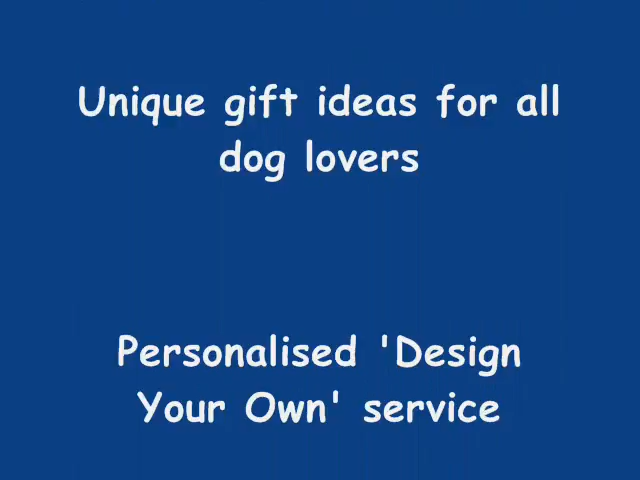 Unique gift ideas for all
dog lovers
Personalised 'Design
Your Own' service